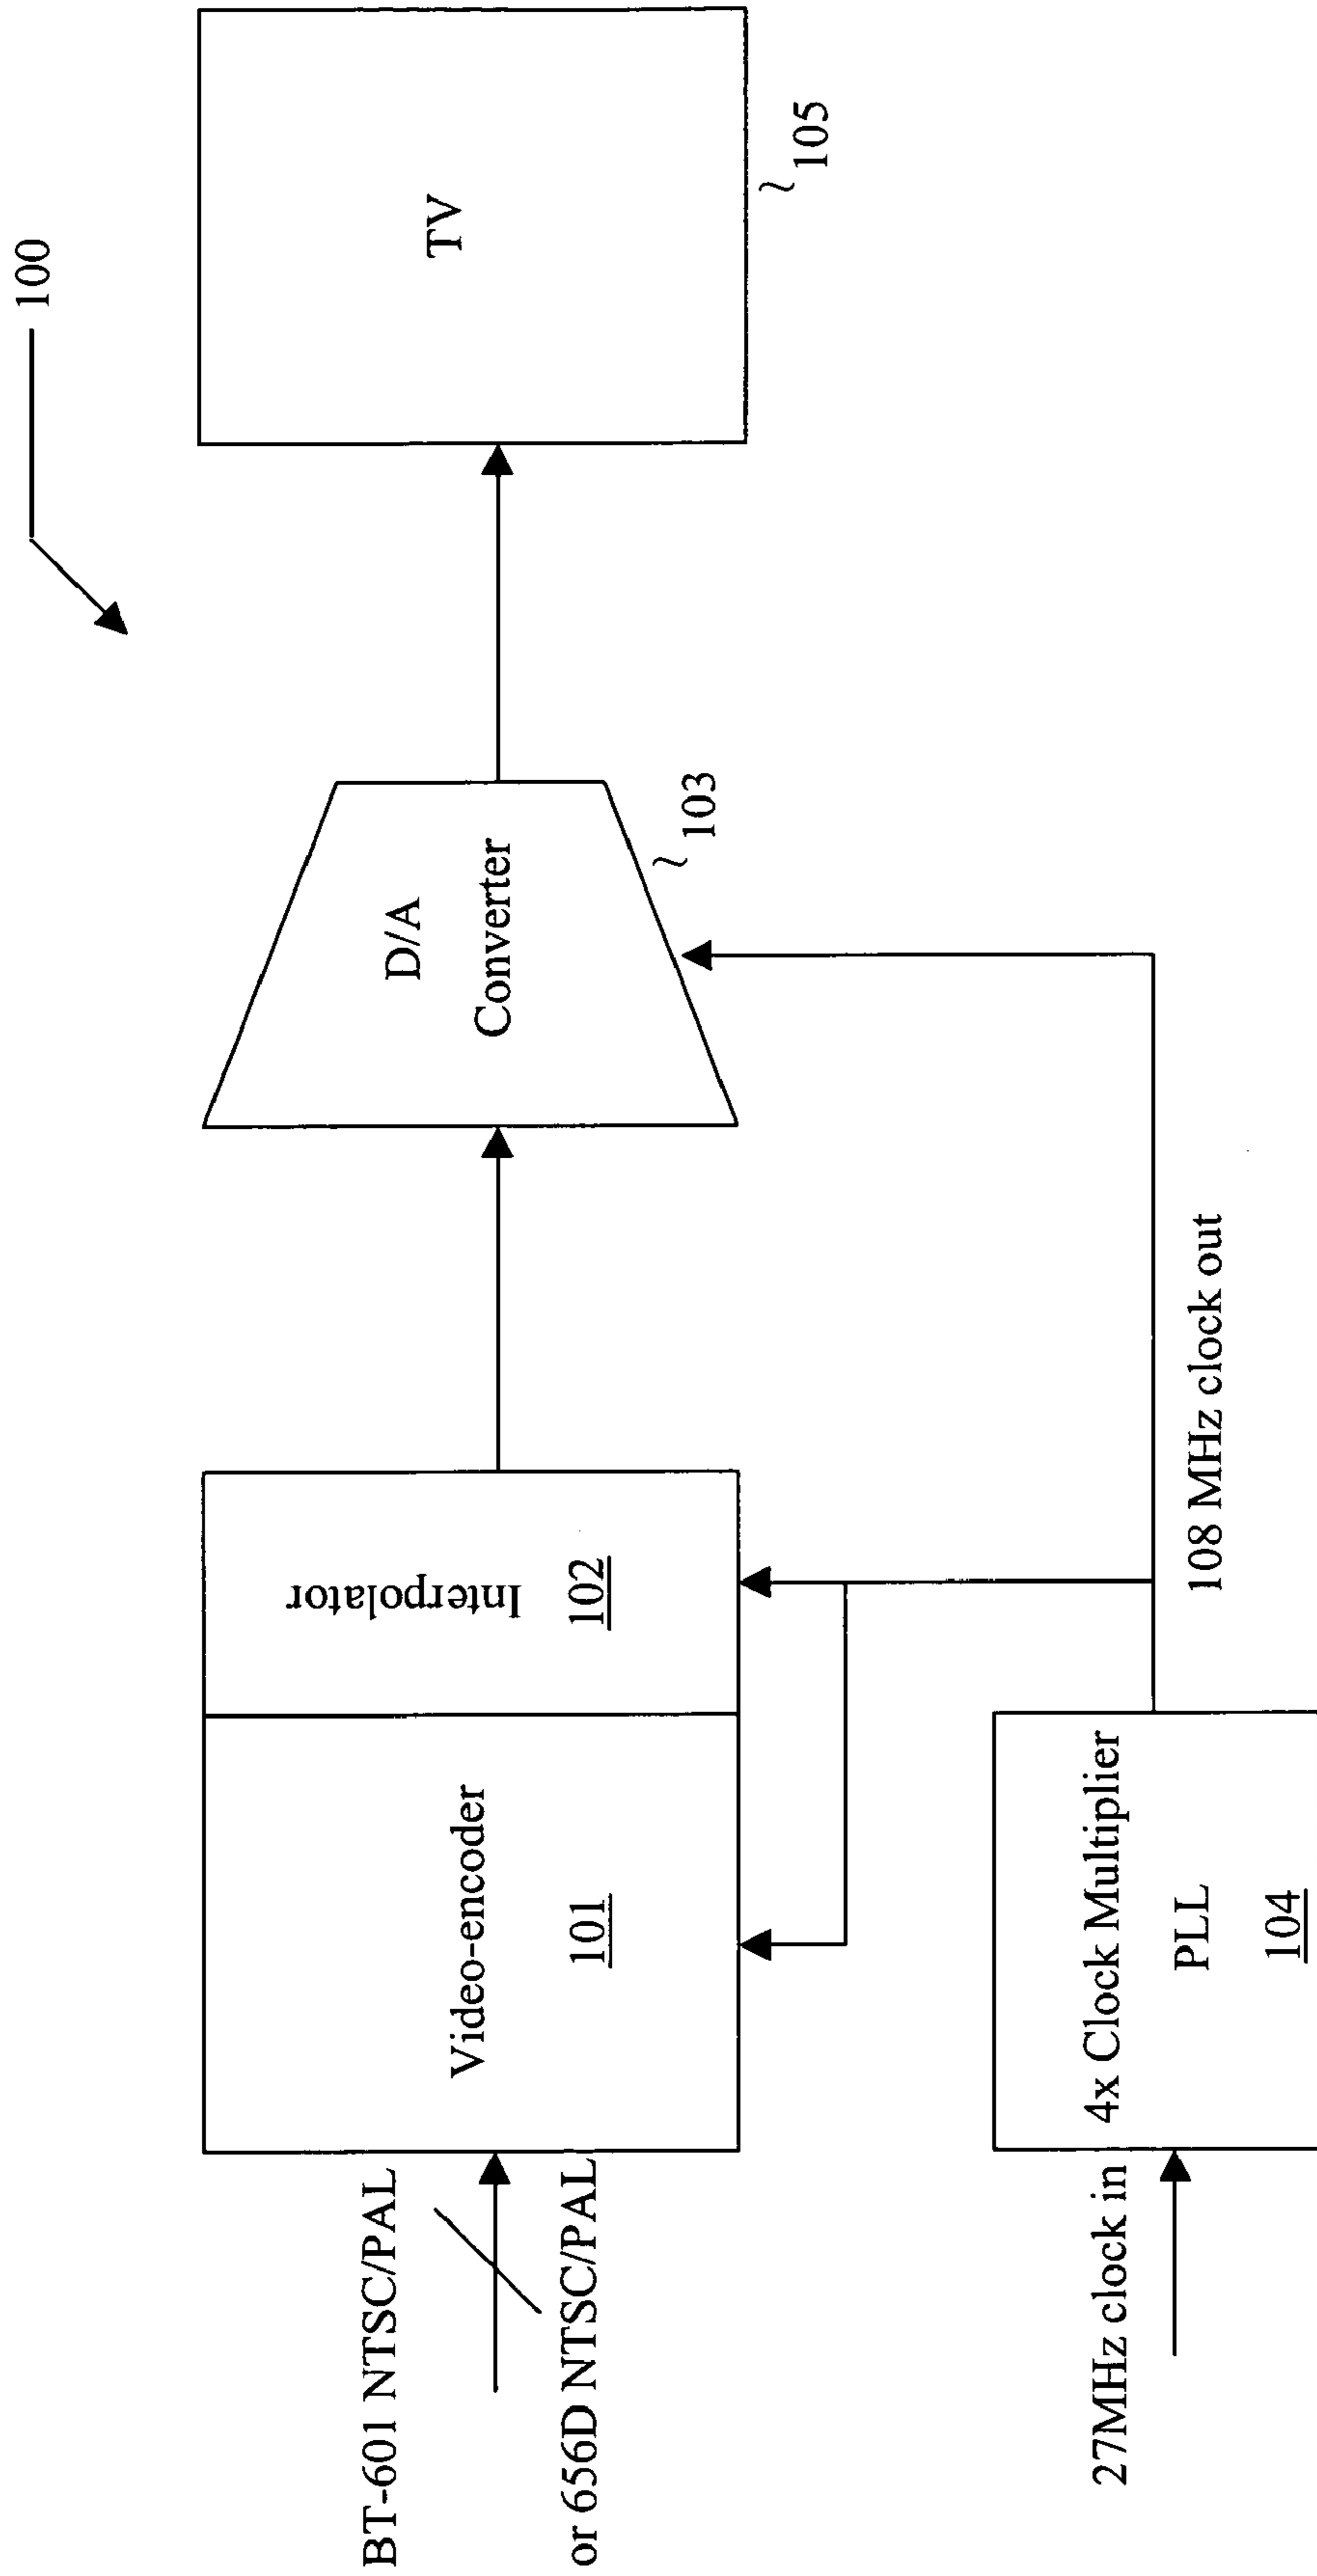 100
BT-601 NTSC/PAL
or 656D NTSC/PAL
Video-encoder
101
Interpolator
102
D/A
Converter
103
TV
105
27MHz clock in
4x Clock Multiplier
PLL
104
108 MHz clock out